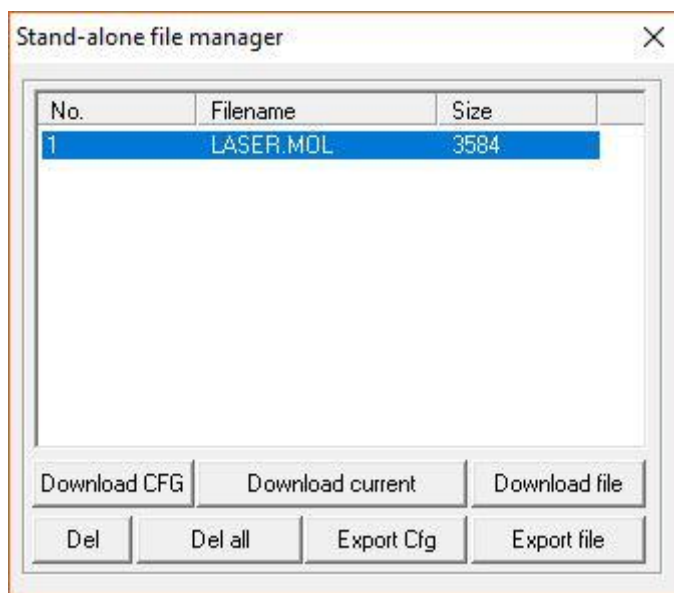 Stand-alone file manager
No. Filename Size
1 LASER.MOL 3584
Download CFG Download current Download file
Del Del all Export Cfg Export file